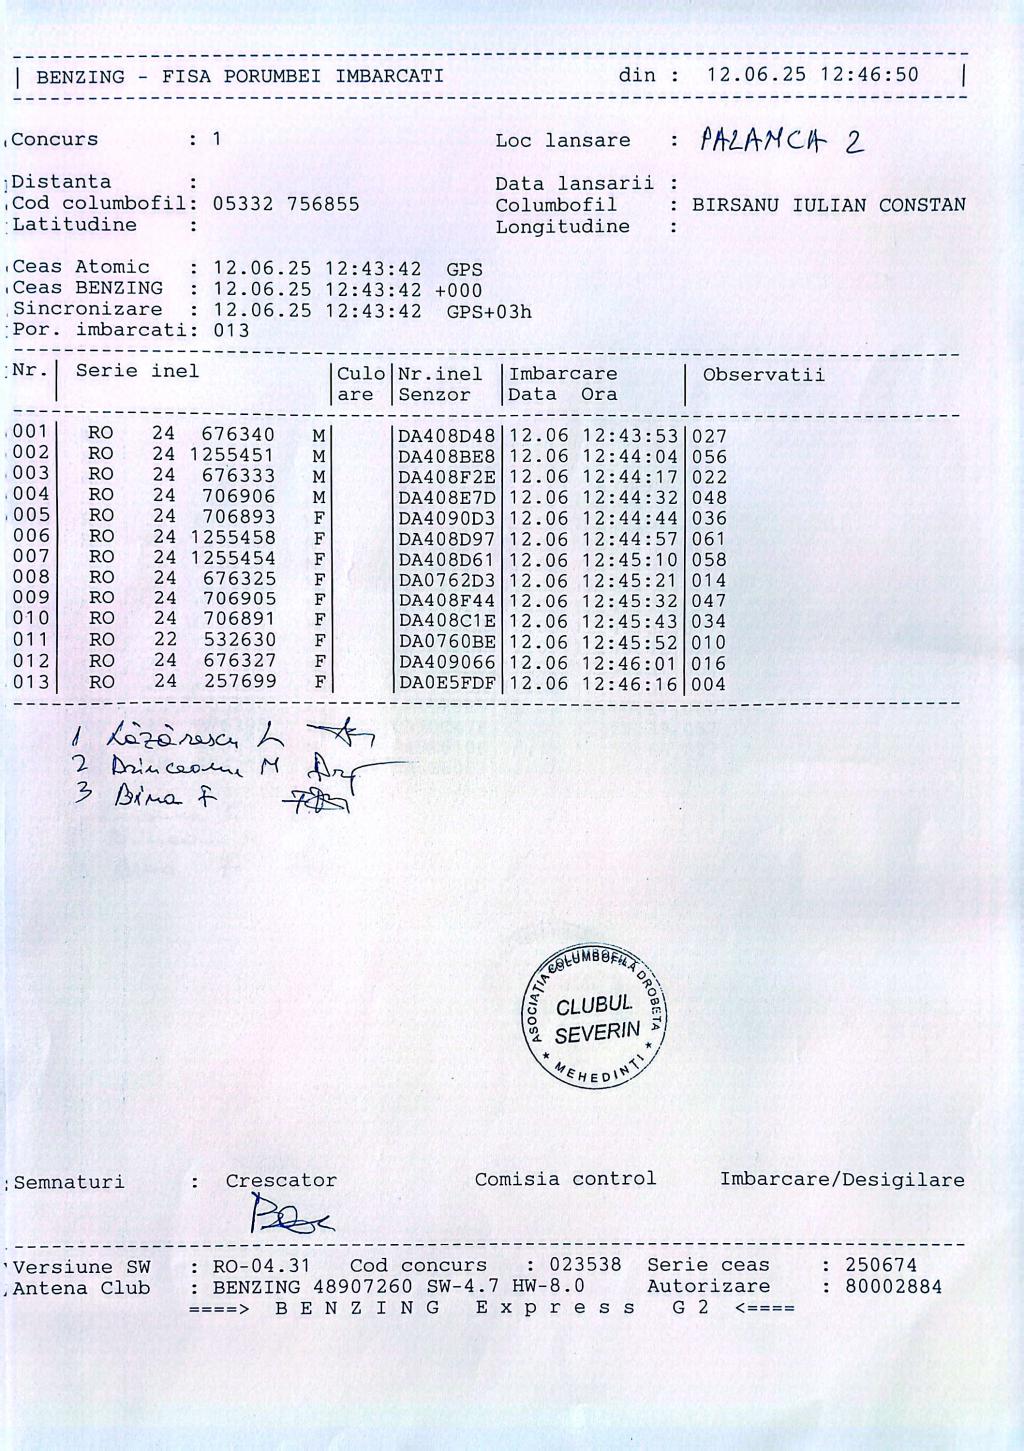 | BENZING - FISA PORUMBEI IMBARCATI din : 12.06.25 12:46:50 |
Concurs : 1 Loc lansare : PALAMCA 2
Distanta : Data lansarii :
Cod columbofil: 05332 756855 Columbofil : BIRSANU IULIAN CONSTAN
Latitudine : Longitudine :
Ceas Atomic : 12.06.25 12:43:42 GPS
Ceas BENZING : 12.06.25 12:43:42 +000
Sincronizare : 12.06.25 12:43:42 GPS+03h
Por. imbarcati: 013
Nr. | Serie inel | Culo | Nr.inel | Imbarcare | Observatii
| | are | Senzor | Data Ora |
001 | RO 24 676340 M | | DA408D48 | 12.06 12:43:53 | 027
002 | RO 24 1255451 M | | DA408BE8 | 12.06 12:44:04 | 056
003 | RO 24 676333 M | | DA408F2E | 12.06 12:44:17 | 022
004 | RO 24 706906 M | | DA408E7D | 12.06 12:44:32 | 048
005 | RO 24 706893 F | | DA4090D3 | 12.06 12:44:44 | 036
006 | RO 24 1255458 F | | DA408D97 | 12.06 12:44:57 | 061
007 | RO 24 1255454 F | | DA408D61 | 12.06 12:45:10 | 058
008 | RO 24 676325 F | | DA0762D3 | 12.06 12:45:21 | 014
009 | RO 24 706905 F | | DA408F44 | 12.06 12:45:32 | 047
010 | RO 24 706891 F | | DA408C1E | 12.06 12:45:43 | 034
011 | RO 22 532630 F | | DA0760BE | 12.06 12:45:52 | 010
012 | RO 24 676327 F | | DA409066 | 12.06 12:46:01 | 016
013 | RO 24 257699 F | | DA0E5FDF | 12.06 12:46:16 | 004
1 Lăzărescu L
2 M
3 Bîma F
ASOCIAȚIA COLUMBOFILĂ DROBETA
CLUBUL
SEVERIN
* MEHEDINTI *
Semnaturi : Crescator Comisia control Imbarcare/Desigilare
Versiune SW : RO-04.31 Cod concurs : 023538 Serie ceas : 250674
Antena Club : BENZING 48907260 SW-4.7 HW-8.0 Autorizare : 80002884
====> B E N Z I N G E x p r e s s G 2 <====